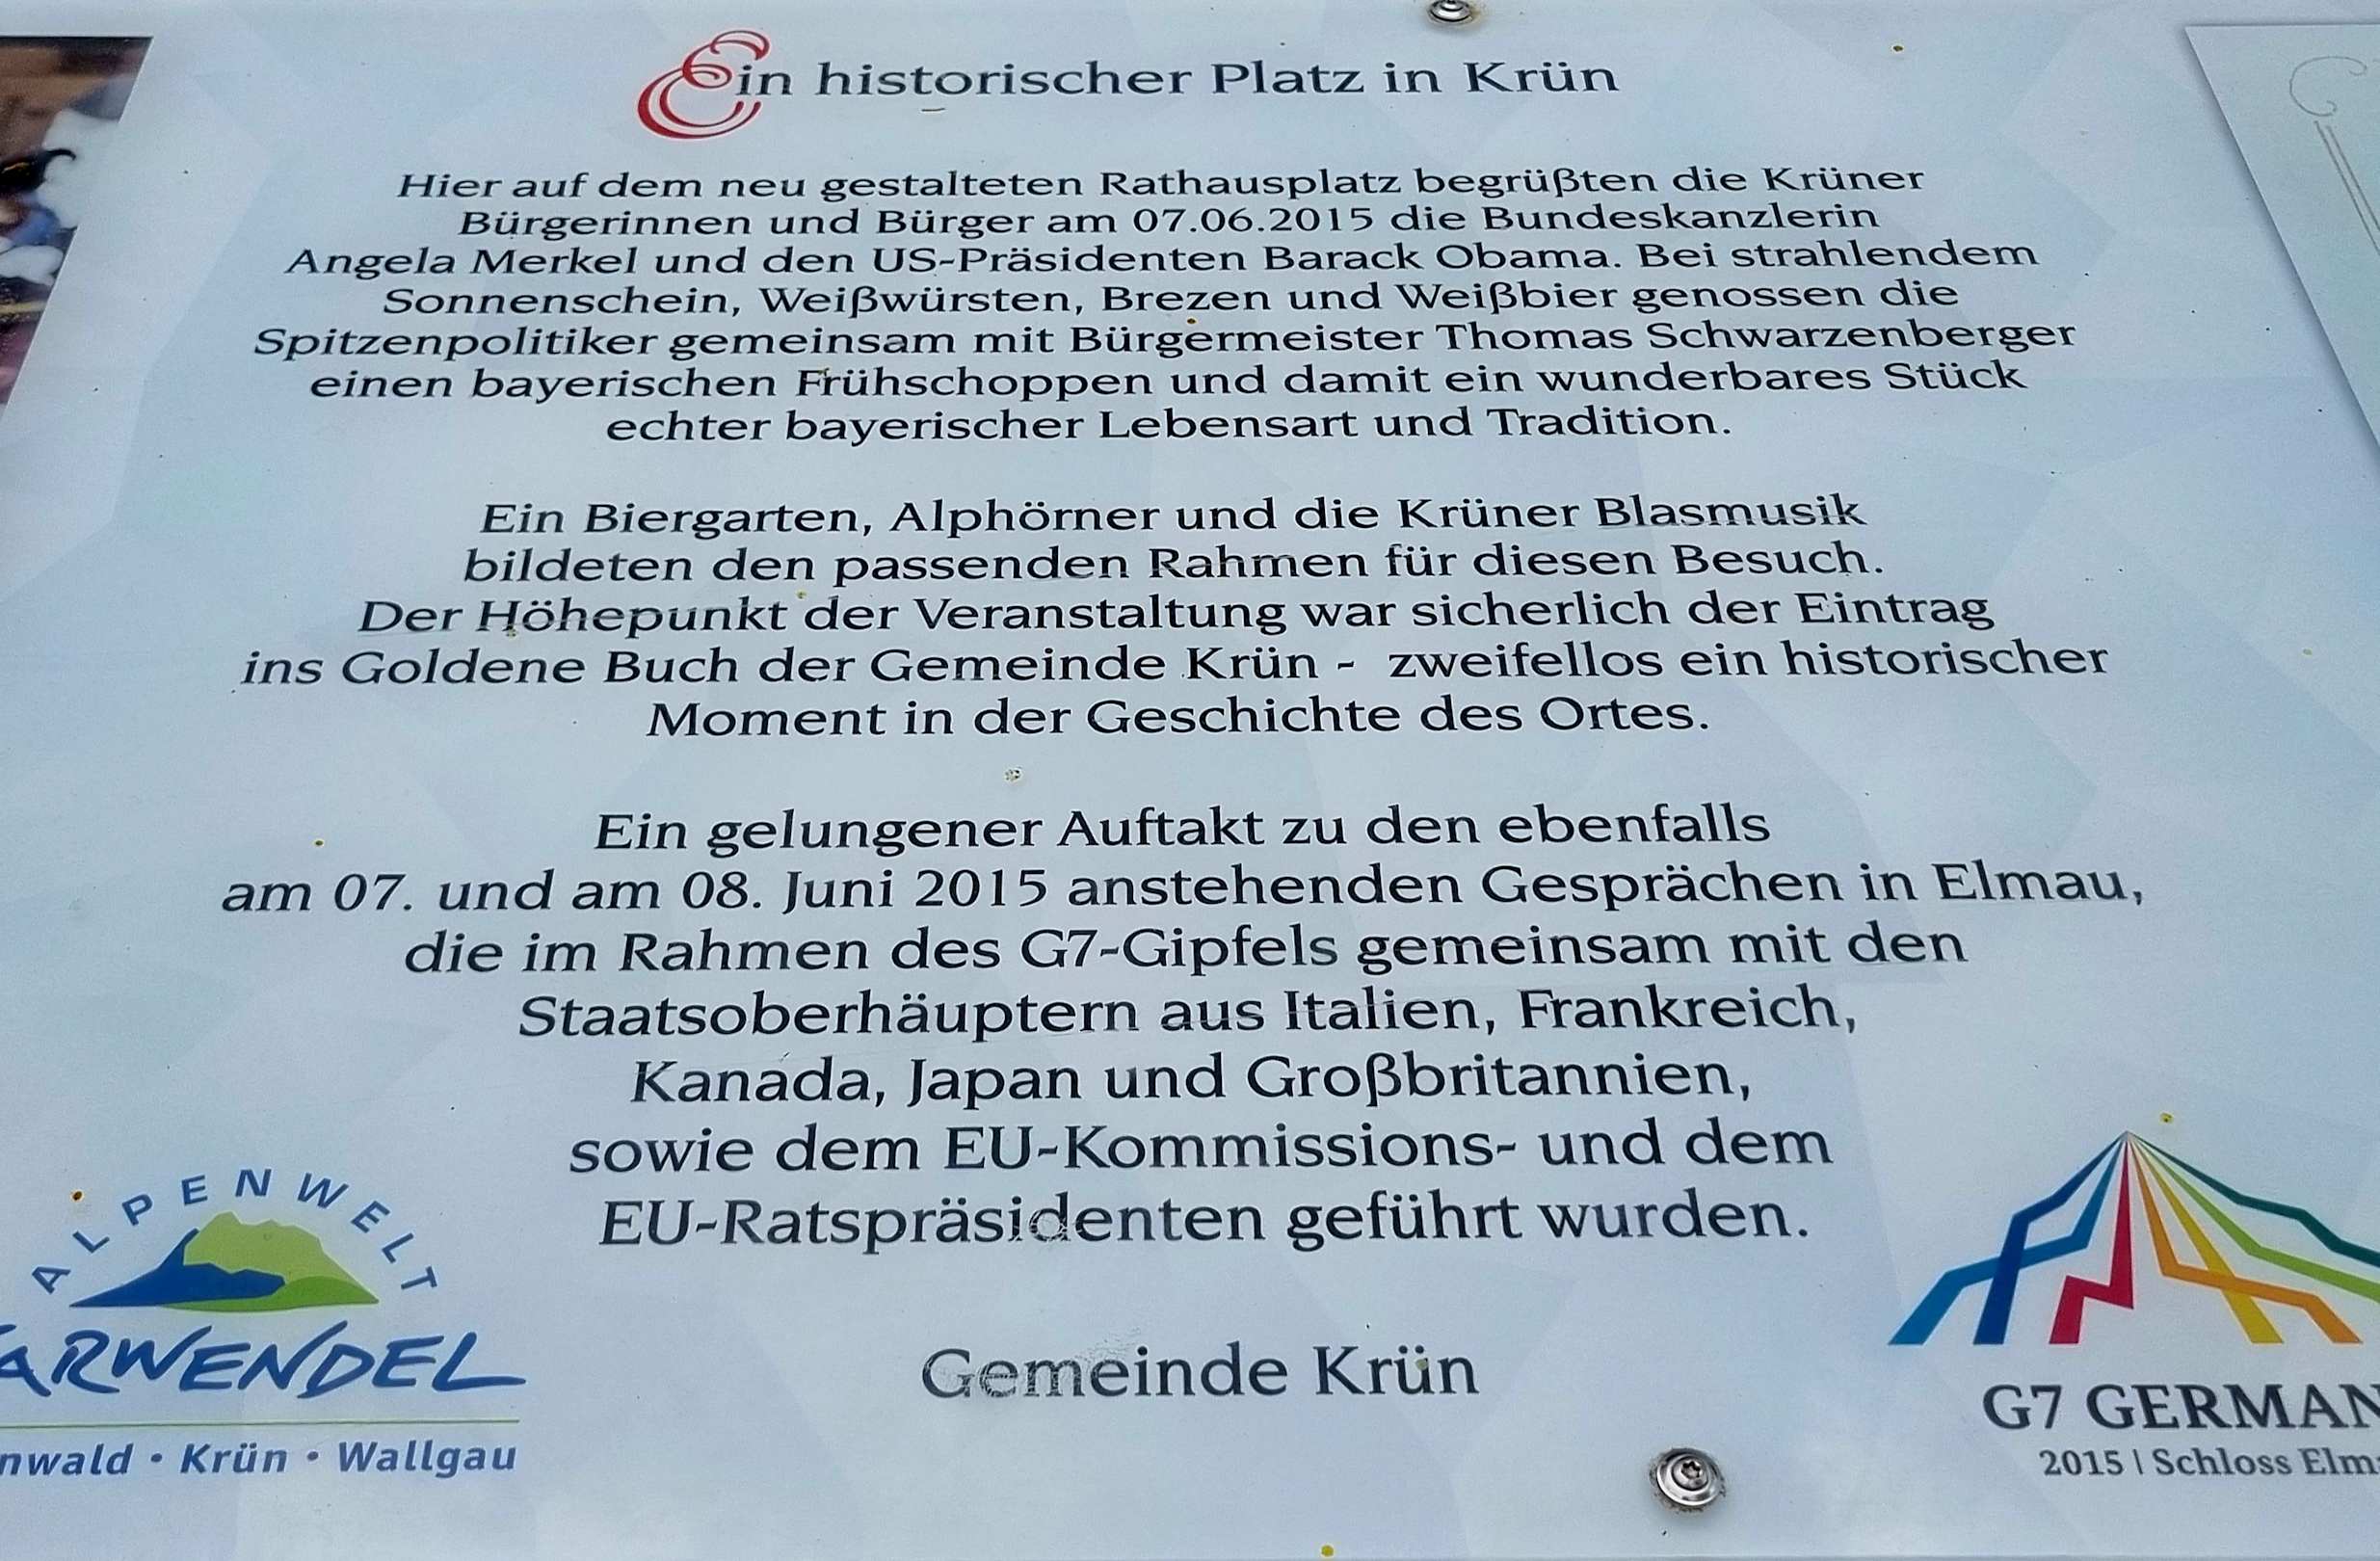 Ein historischer Platz in Krün
Hier auf dem neu gestalteten Rathausplatz begrüßten die Krüner
Bürgerinnen und Bürger am 07.06.2015 die Bundeskanzlerin
Angela Merkel und den US-Präsidenten Barack Obama. Bei strahlendem
Sonnenschein, Weißwürsten, Brezen und Weißbier genossen die
Spitzenpolitiker gemeinsam mit Bürgermeister Thomas Schwarzenberger
einen bayerischen Frühschoppen und damit ein wunderbares Stück
echter bayerischer Lebensart und Tradition.
Ein Biergarten, Alphörner und die Krüner Blasmusik
bildeten den passenden Rahmen für diesen Besuch.
Der Höhepunkt der Veranstaltung war sicherlich der Eintrag
ins Goldene Buch der Gemeinde Krün - zweifellos ein historischer
Moment in der Geschichte des Ortes.
Ein gelungener Auftakt zu den ebenfalls
am 07. und am 08. Juni 2015 anstehenden Gesprächen in Elmau,
die im Rahmen des G7-Gipfels gemeinsam mit den
Staatsoberhäuptern aus Italien, Frankreich,
Kanada, Japan und Großbritannien,
sowie dem EU-Kommissions- und dem
EU-Ratspräsidenten geführt wurden.
Gemeinde Krün
ALPENWELT
ARWENDEL
nwald • Krün • Wallgau
G7 GERMAN
2015 | Schloss Elm